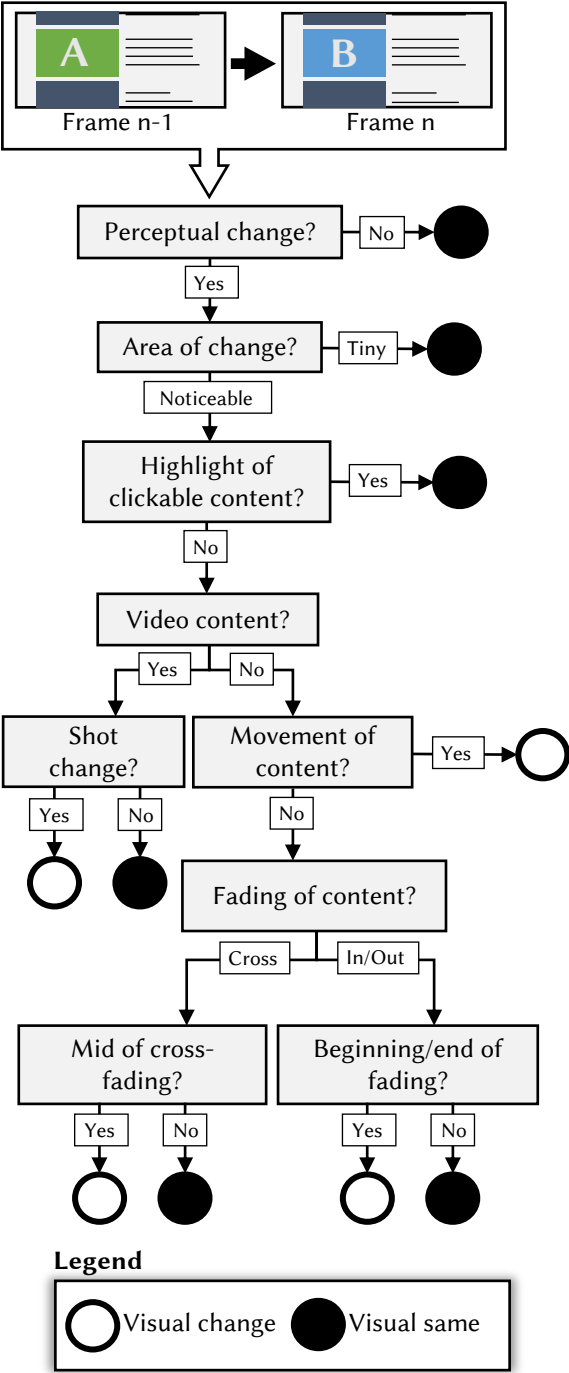 A
B
Frame n-1
Frame n
Perceptual change?
No
Yes
Area of change?
Tiny
Noticeable
Highlight of
clickable content?
Yes
No
Video content?
Yes
No
Shot
change?
Movement of
content?
Yes
Yes
No
No
Fading of content?
Cross
In/Out
Mid of cross-
fading?
Beginning/end of
fading?
Yes
No
Yes
No
Legend
Visual change
Visual same